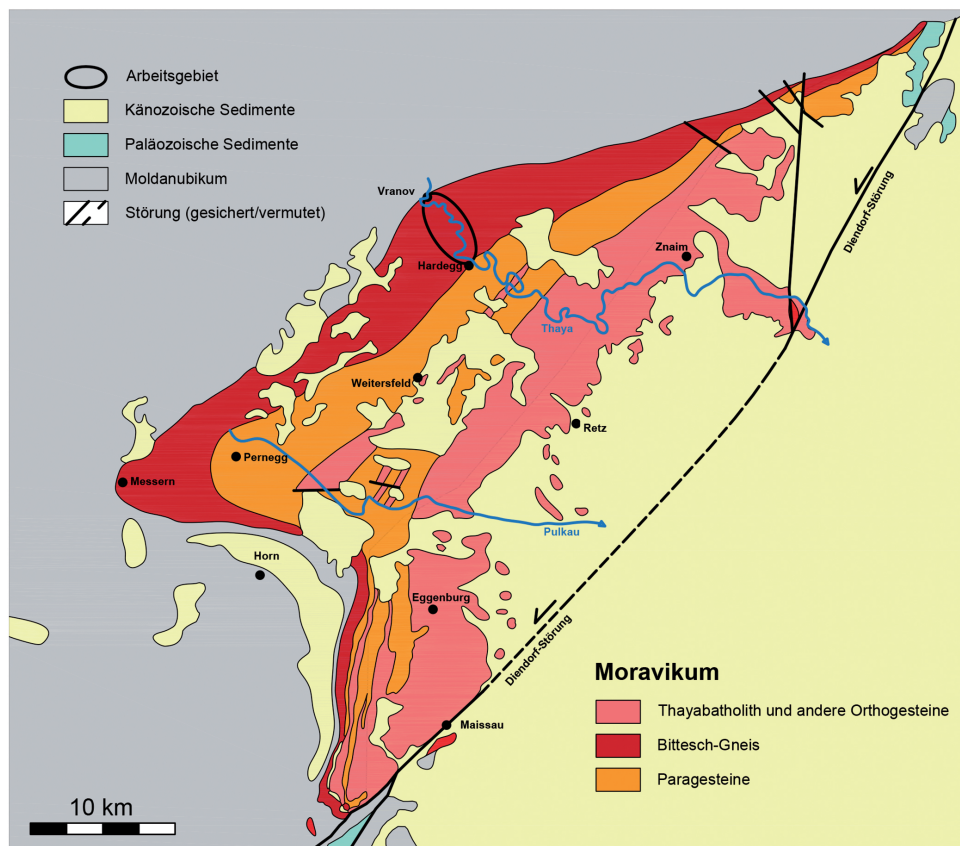 Arbeitsgebiet
Känozoische Sedimente
Paläozoische Sedimente
Moldanubikum
Störung (gesichert/vermutet)
Vranov
Hardegg
Znaim
Diendorf-Störung
Thaya
Weitersfeld
Retz
Pernegg
Messern
Pulkau
Horn
Eggenburg
Diendorf-Störung
Maissau
Moravikum
Thayabatholith und andere Orthogesteine
Bittesch-Gneis
Paragesteine
10 km